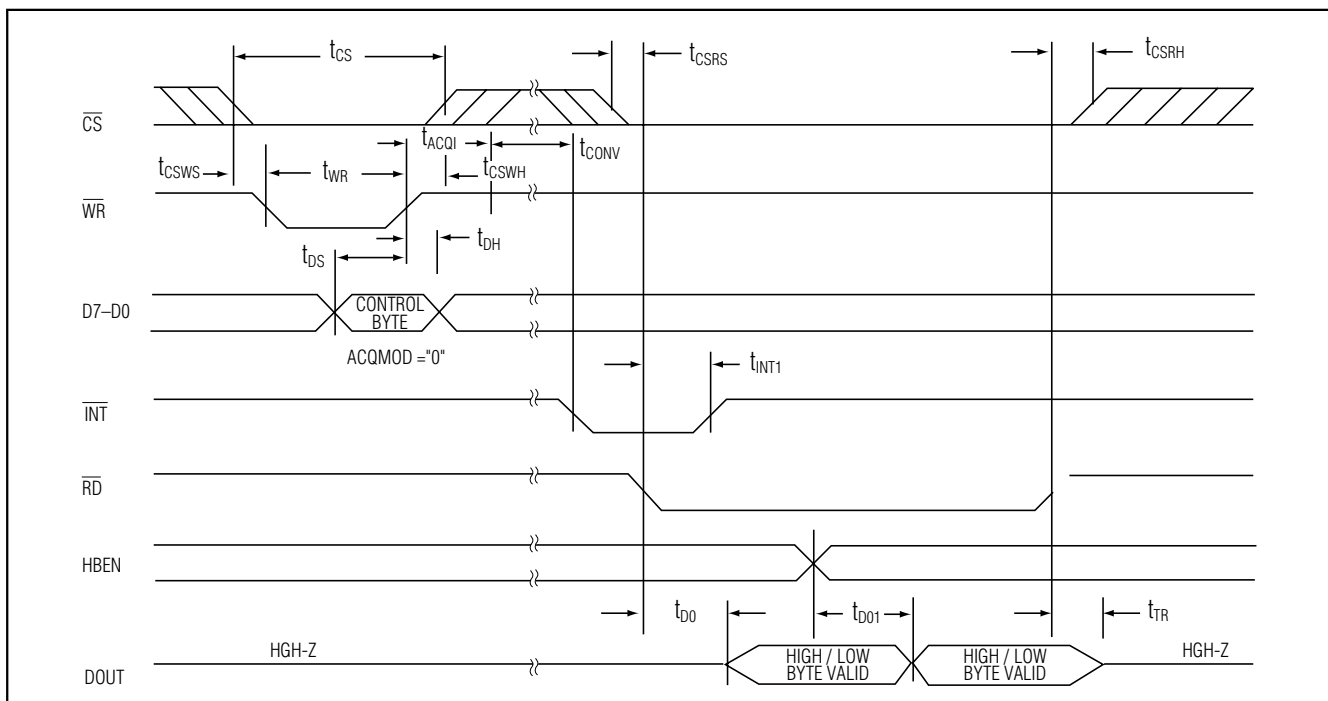 tCS
tCSRS
tCSRH
CS
tACQI
tCONV
tCSWS
tWR
tCSWH
WR
tDS
tDH
D7–D0
CONTROL
BYTE
ACQMOD ="0"
tINT1
INT
RD
HBEN
tD0
tD01
tTR
HGH-Z
HIGH / LOW
BYTE VALID
HIGH / LOW
BYTE VALID
HGH-Z
DOUT